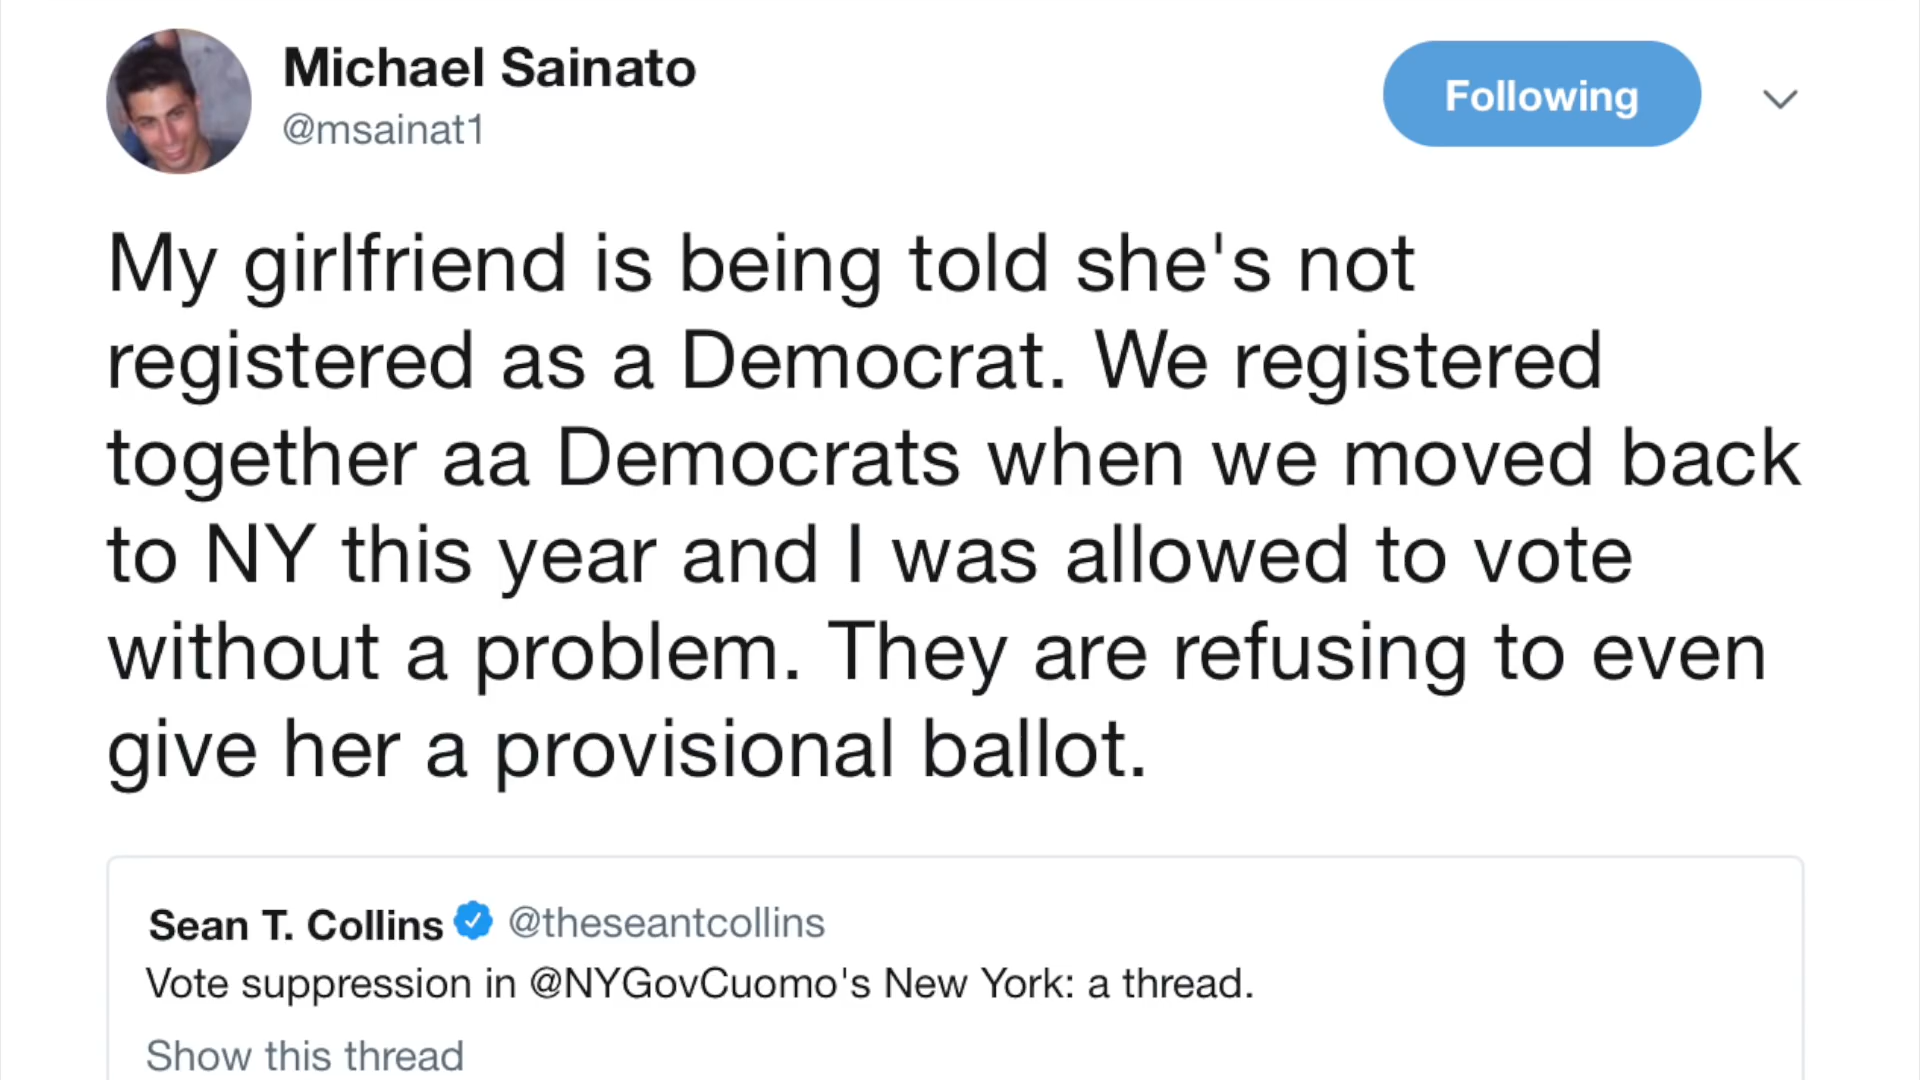 Michael Sainato
@msainat1
Following
My girlfriend is being told she's not
registered as a Democrat. We registered
together aa Democrats when we moved back
to NY this year and I was allowed to vote
without a problem. They are refusing to even
give her a provisional ballot.
Sean T. Collins @theseantcollins
Vote suppression in @NYGovCuomo's New York: a thread.
Show this thread